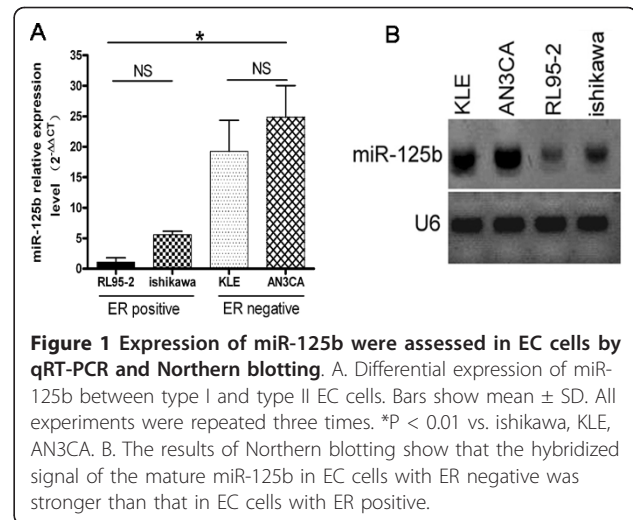 A
*
NS
NS
miR-125b relative expression
level（2^-ΔΔCT）
35
30
25
20
15
10
5
0
RL95-2 ishikawa KLE AN3CA
ER positive ER negative
B
KLE AN3CA RL95-2 ishikawa
miR-125b
U6
Figure 1 Expression of miR-125b were assessed in EC cells by
qRT-PCR and Northern blotting. A. Differential expression of miR-
125b between type I and type II EC cells. Bars show mean ± SD. All
experiments were repeated three times. *P < 0.01 vs. ishikawa, KLE,
AN3CA. B. The results of Northern blotting show that the hybridized
signal of the mature miR-125b in EC cells with ER negative was
stronger than that in EC cells with ER positive.